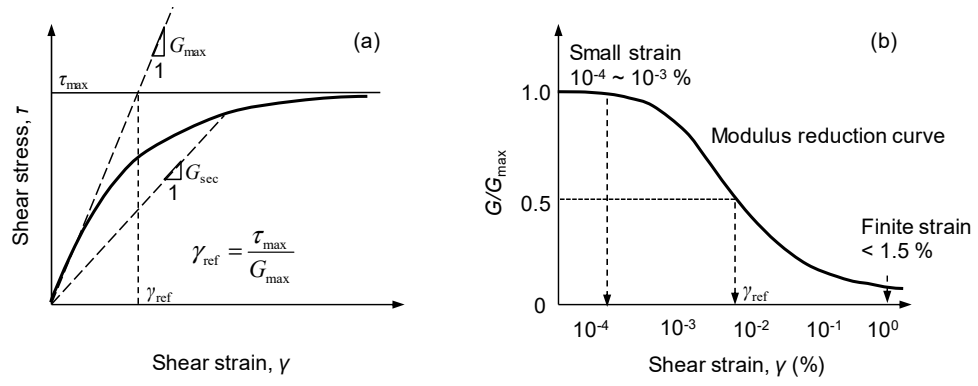 (a)
G_max
1
τ_max
Shear stress, τ
G_sec
1
γ_ref = τ_max / G_max
γ_ref
Shear strain, γ
(b)
Small strain
10^-4 ~ 10^-3 %
1.0
Modulus reduction curve
G/G_max
0.5
Finite strain
< 1.5 %
γ_ref
0
10^-4 10^-3 10^-2 10^-1 10^0
Shear strain, γ (%)